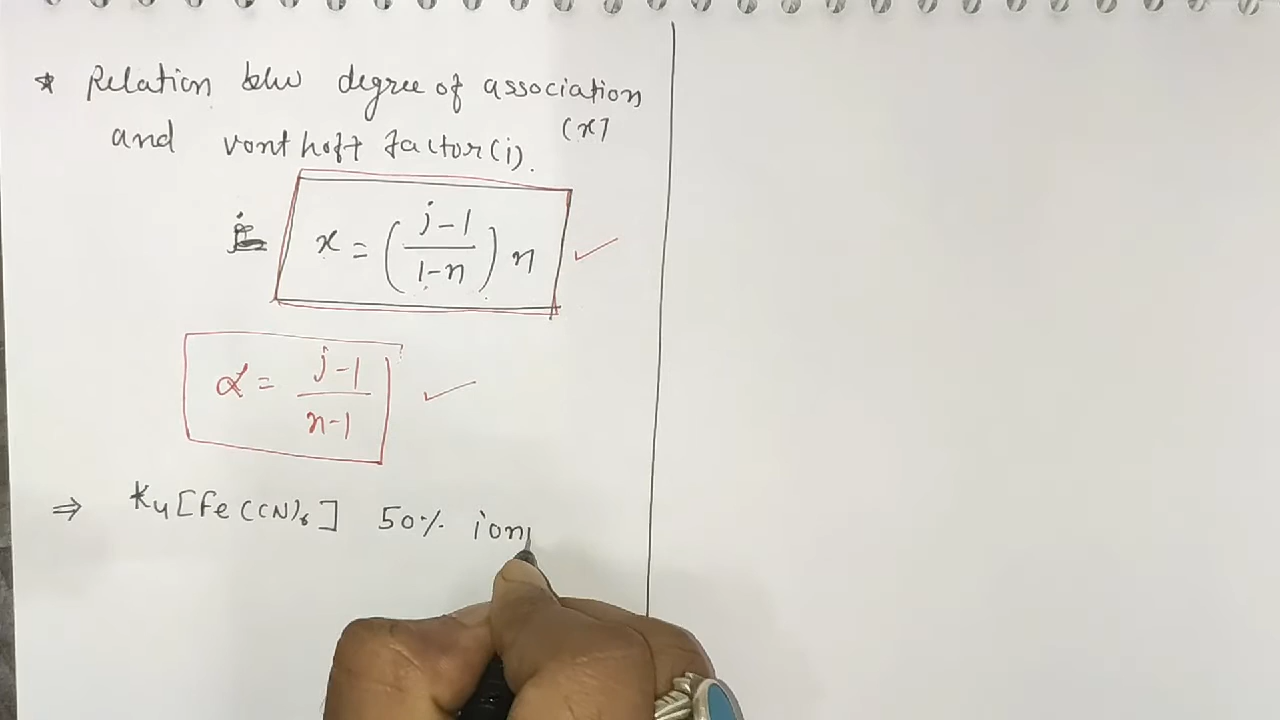 * Relation b/w degree of association (x)
and vont hoft factor (i).
x = ( i-1 / 1-n ) n
α = i-1 / n-1
⇒ K4[Fe(CN)6] 50% ion